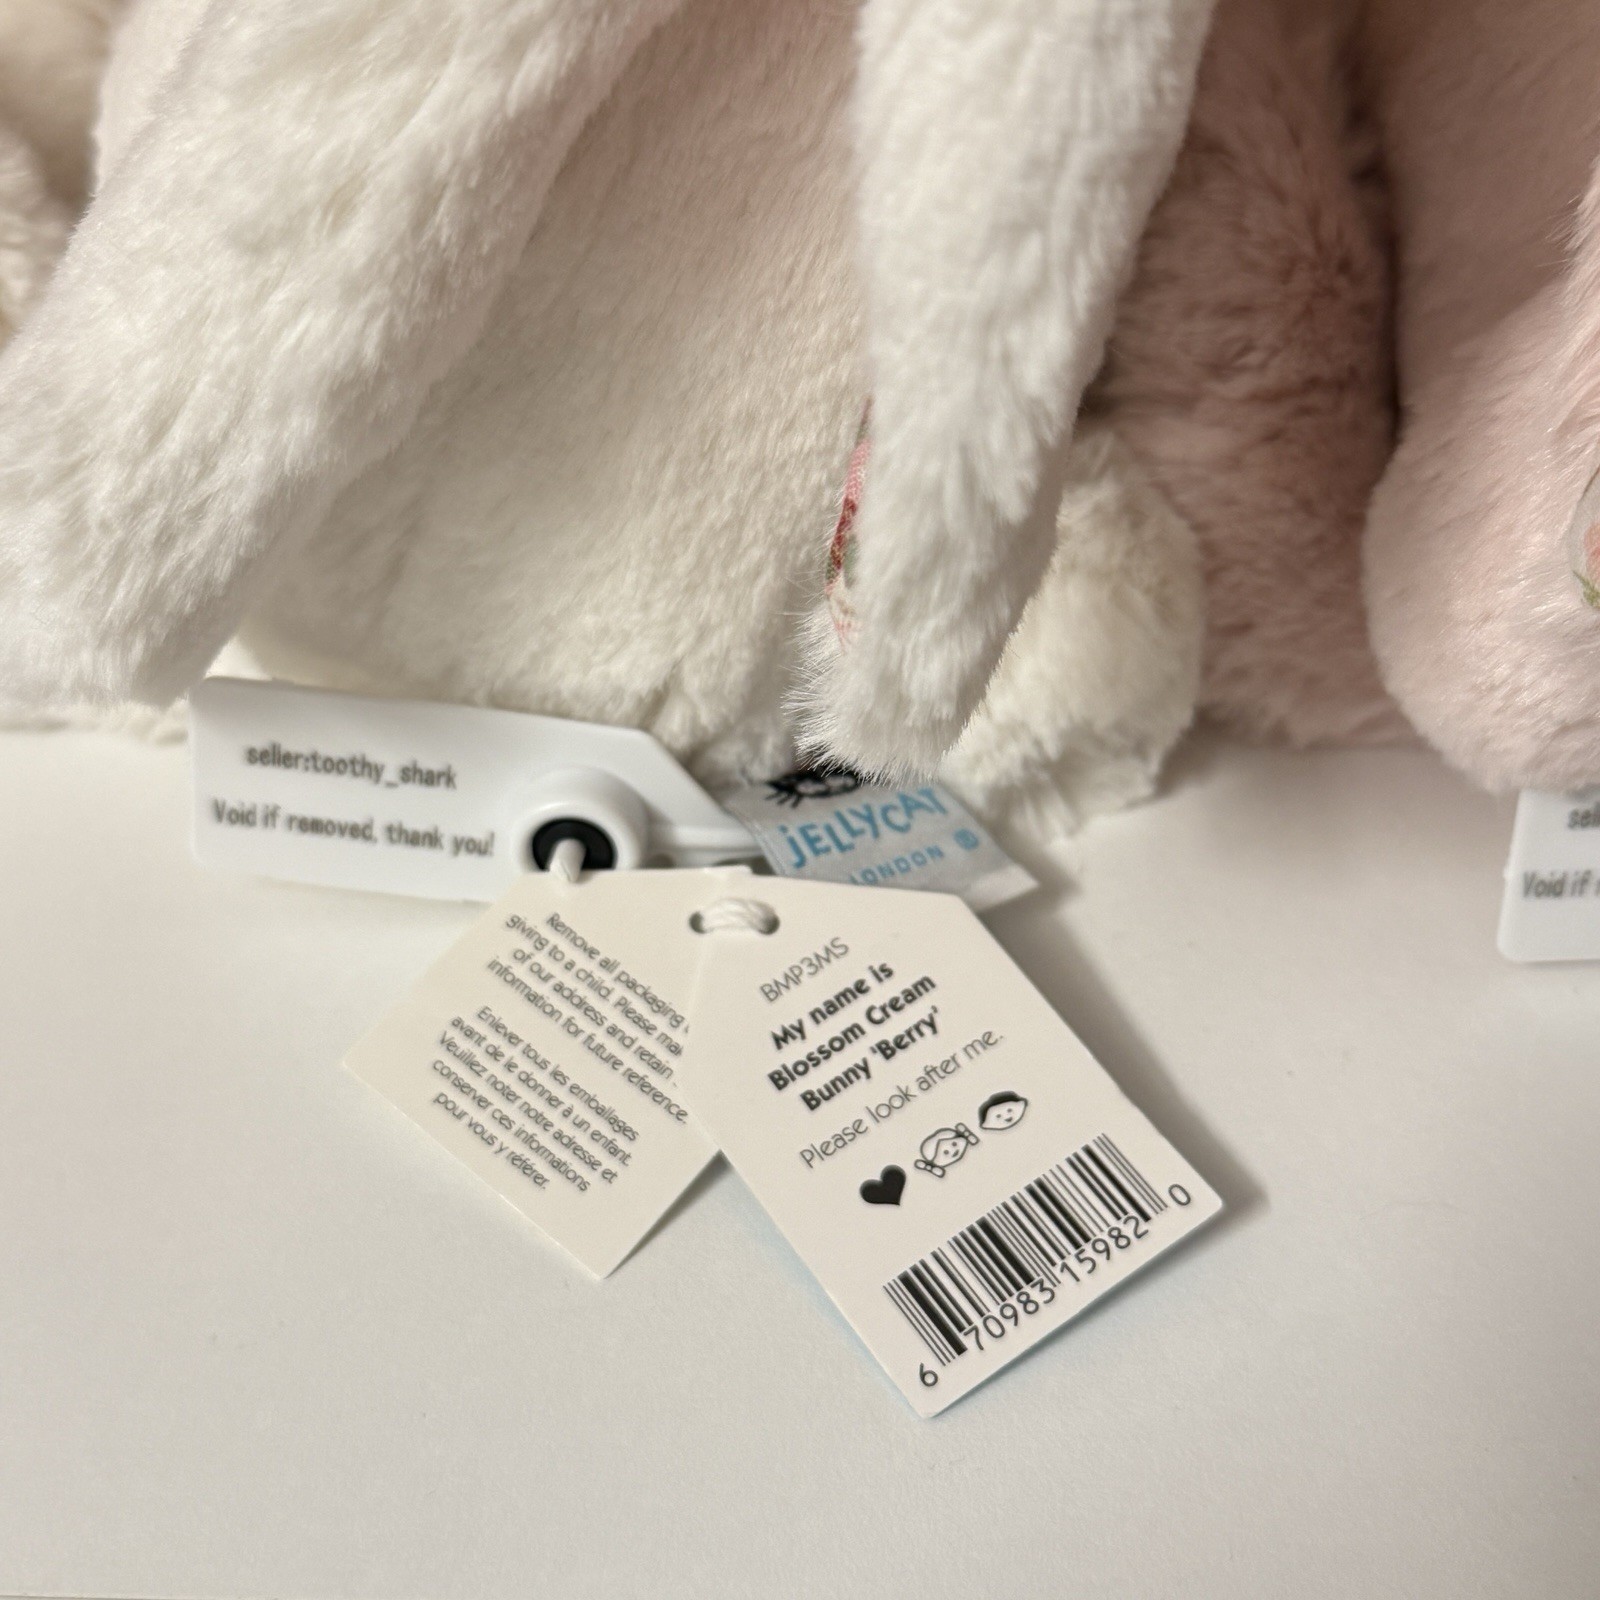 seller:toothy_shark
Void if removed, thank you!
JELLYCAT
LONDON
Remove all packaging
giving to a child. Please
of our address and retain
information for future reference.
Enlever tous les emballages
avant de le donner à un enfant.
Veuillez noter notre adresse et
conserver ces informations
pour vous y référer.
BMP3MS
My name is
Blossom Cream
Bunny 'Berry'
Please look after me.
6 70983 15982 0
Void if